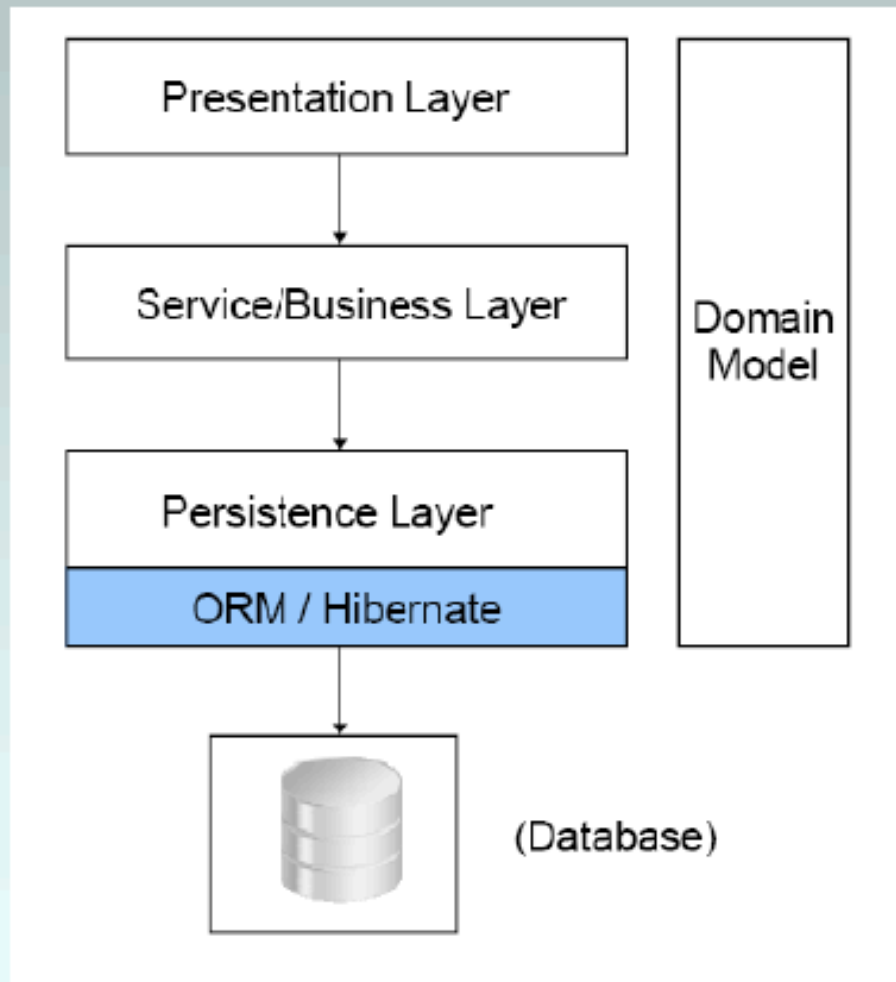 Presentation Layer
Service/Business Layer
Domain
Model
Persistence Layer
ORM / Hibernate
(Database)